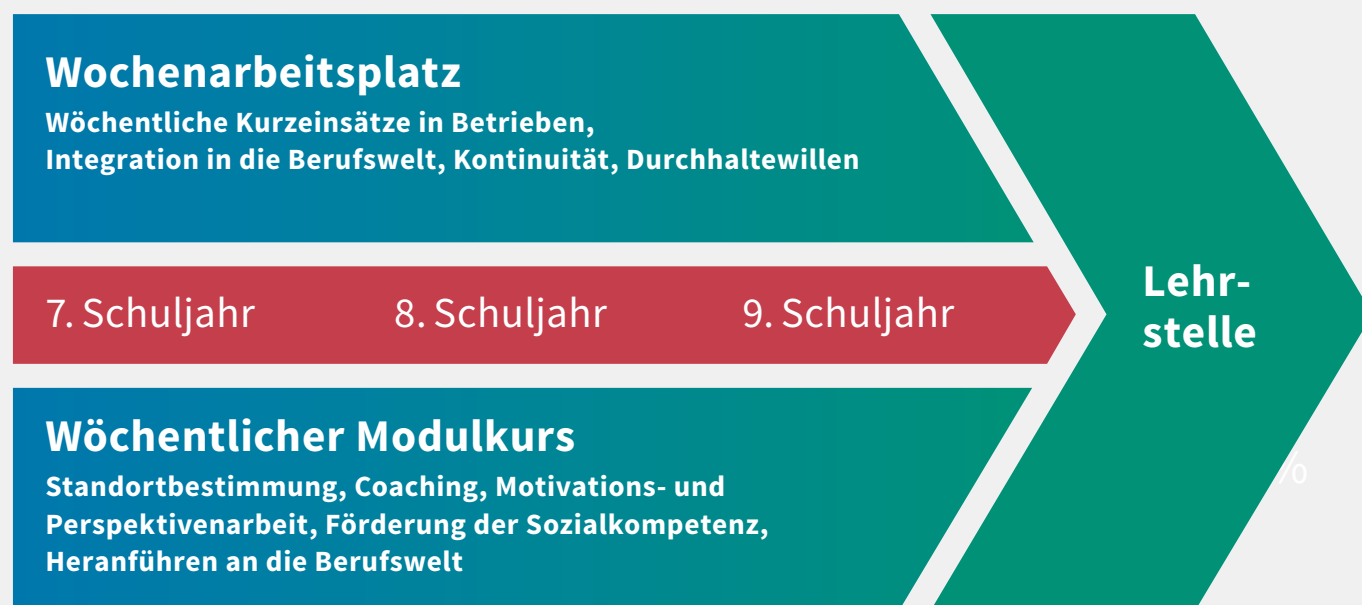 Wochenarbeitsplatz
Wöchentliche Kurzeinsätze in Betrieben,
Integration in die Berufswelt, Kontinuität, Durchhaltewillen
7. Schuljahr 8. Schuljahr 9. Schuljahr
Lehr-
stelle
Wöchentlicher Modulkurs
Standortbestimmung, Coaching, Motivations- und
Perspektivenarbeit, Förderung der Sozialkompetenz,
Heranführen an die Berufswelt
%